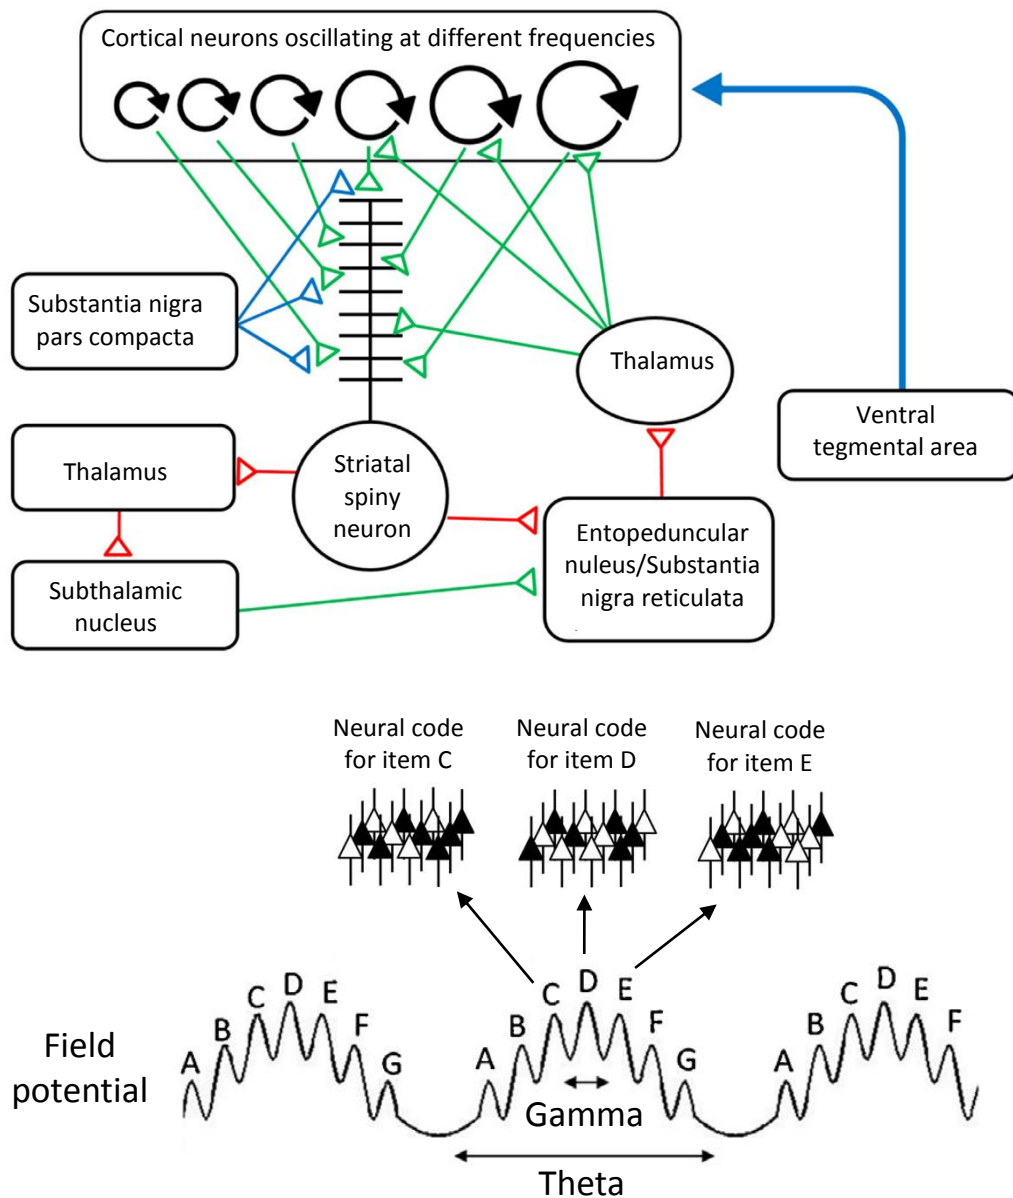 Cortical neurons oscillating at different frequencies
Substantia nigra
pars compacta
Thalamus
Ventral
tegmental area
Thalamus
Striatal
spiny
neuron
Entopeduncular
nuleus/Substantia
nigra reticulata
Subthalamic
nucleus
Neural code
for item C
Neural code
for item D
Neural code
for item E
A B C D E F G
A B C D E F G
A B C D E F
Field
potential
Gamma
Theta